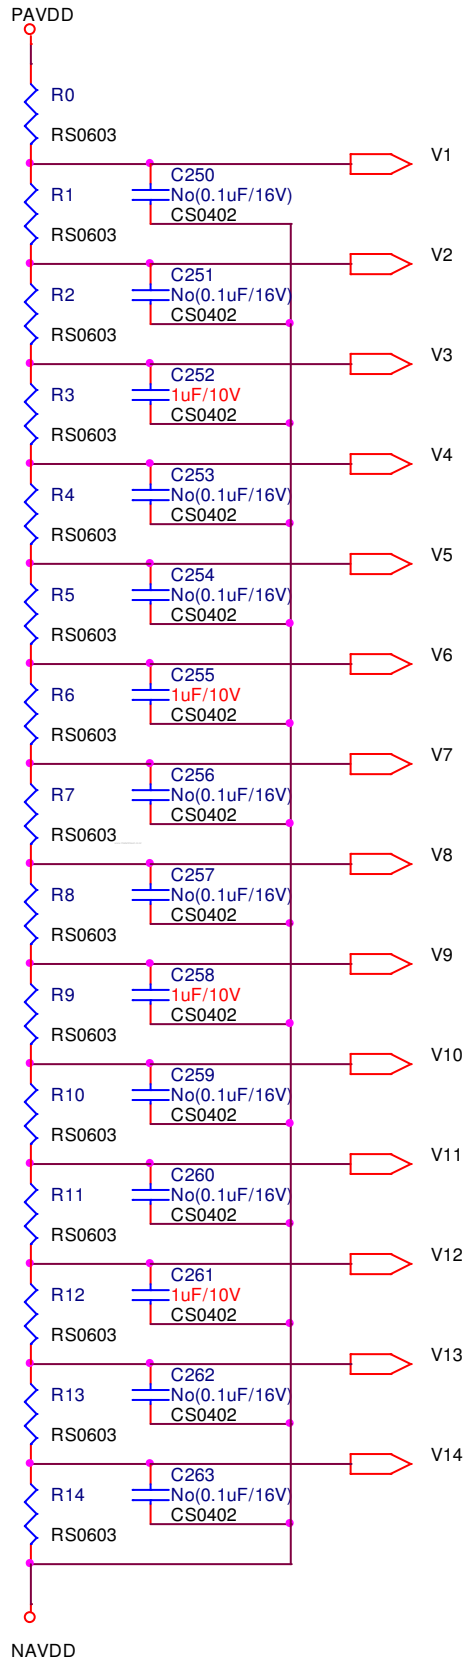 PAVDD
R0
RS0603
V1
C250
R1
No(0.1uF/16V)
CS0402
RS0603
V2
C251
R2
No(0.1uF/16V)
CS0402
RS0603
V3
C252
R3
1uF/10V
CS0402
RS0603
V4
C253
R4
No(0.1uF/16V)
CS0402
RS0603
V5
C254
R5
No(0.1uF/16V)
CS0402
RS0603
V6
C255
R6
1uF/10V
CS0402
RS0603
V7
C256
R7
No(0.1uF/16V)
CS0402
RS0603
V8
C257
R8
No(0.1uF/16V)
CS0402
RS0603
V9
C258
R9
1uF/10V
CS0402
RS0603
V10
C259
R10
No(0.1uF/16V)
CS0402
RS0603
V11
C260
R11
No(0.1uF/16V)
CS0402
RS0603
V12
C261
R12
1uF/10V
CS0402
RS0603
V13
C262
R13
No(0.1uF/16V)
CS0402
RS0603
V14
C263
R14
No(0.1uF/16V)
CS0402
RS0603
NAVDD